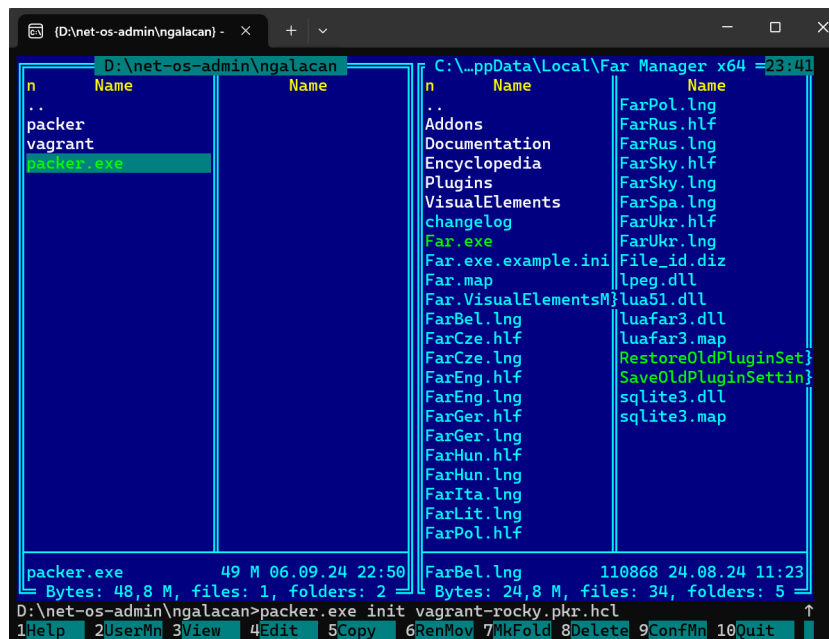 {D:\net-os-admin\ngalacan} -
D:\net-os-admin\ngalacan
n Name Name
..
packer
vagrant
packer.exe
packer.exe 49 M 06.09.24 22:50
Bytes: 48,8 M, files: 1, folders: 2
C:\…ppData\Local\Far Manager x64
23:41
n Name Name
..
Addons
Documentation
Encyclopedia
Plugins
VisualElements
changelog
Far.exe
Far.exe.example.ini
Far.map
Far.VisualElementsM}
FarBel.lng
FarCze.hlf
FarCze.lng
FarEng.hlf
FarEng.lng
FarGer.hlf
FarGer.lng
FarHun.hlf
FarHun.lng
FarIta.lng
FarLit.lng
FarPol.hlf
FarPol.lng
FarRus.hlf
FarRus.lng
FarSky.hlf
FarSky.lng
FarSpa.lng
FarUkr.hlf
FarUkr.lng
File_id.diz
lpeg.dll
lua51.dll
luafar3.dll
luafar3.map
RestoreOldPluginSet}
SaveOldPluginSettin}
sqlite3.dll
sqlite3.map
FarBel.lng 110868 24.08.24 11:23
Bytes: 24,8 M, files: 34, folders: 5
D:\net-os-admin\ngalacan>packer.exe init vagrant-rocky.pkr.hcl
1Help 2UserMn 3View 4Edit 5Copy 6RenMov 7MkFold 8Delete 9ConfMn 10Quit